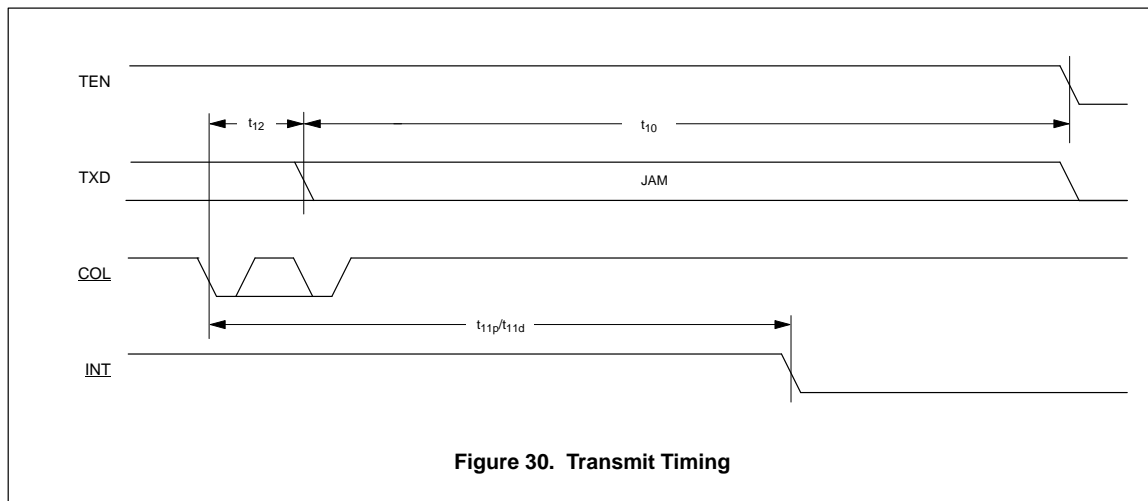 TEN
t12
t10
TXD
JAM
COL
t11p/t11d
INT
Figure 30. Transmit Timing